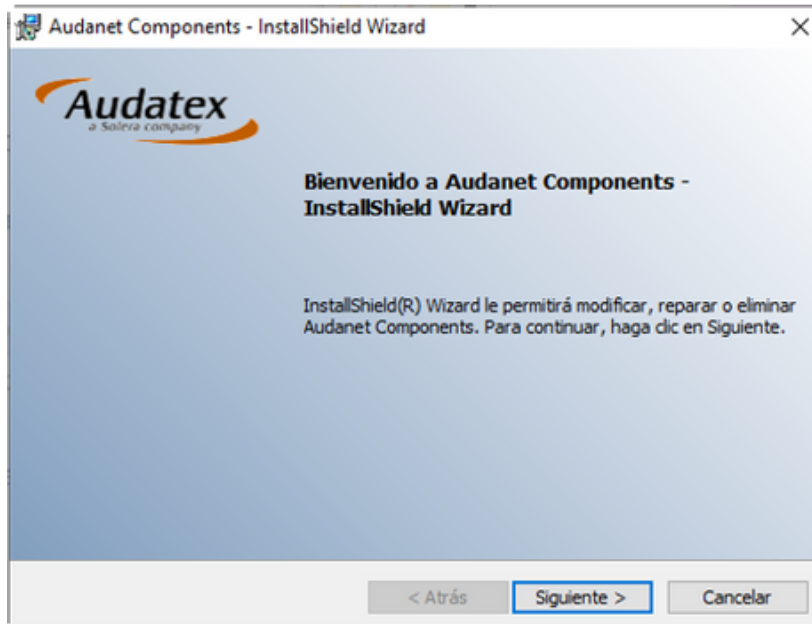 Audanet Components - InstallShield Wizard
Audatex
a Solera company
Bienvenido a Audanet Components -
InstallShield Wizard
InstallShield(R) Wizard le permitirá modificar, reparar o eliminar
Audanet Components. Para continuar, haga clic en Siguiente.
< Atrás
Siguiente >
Cancelar